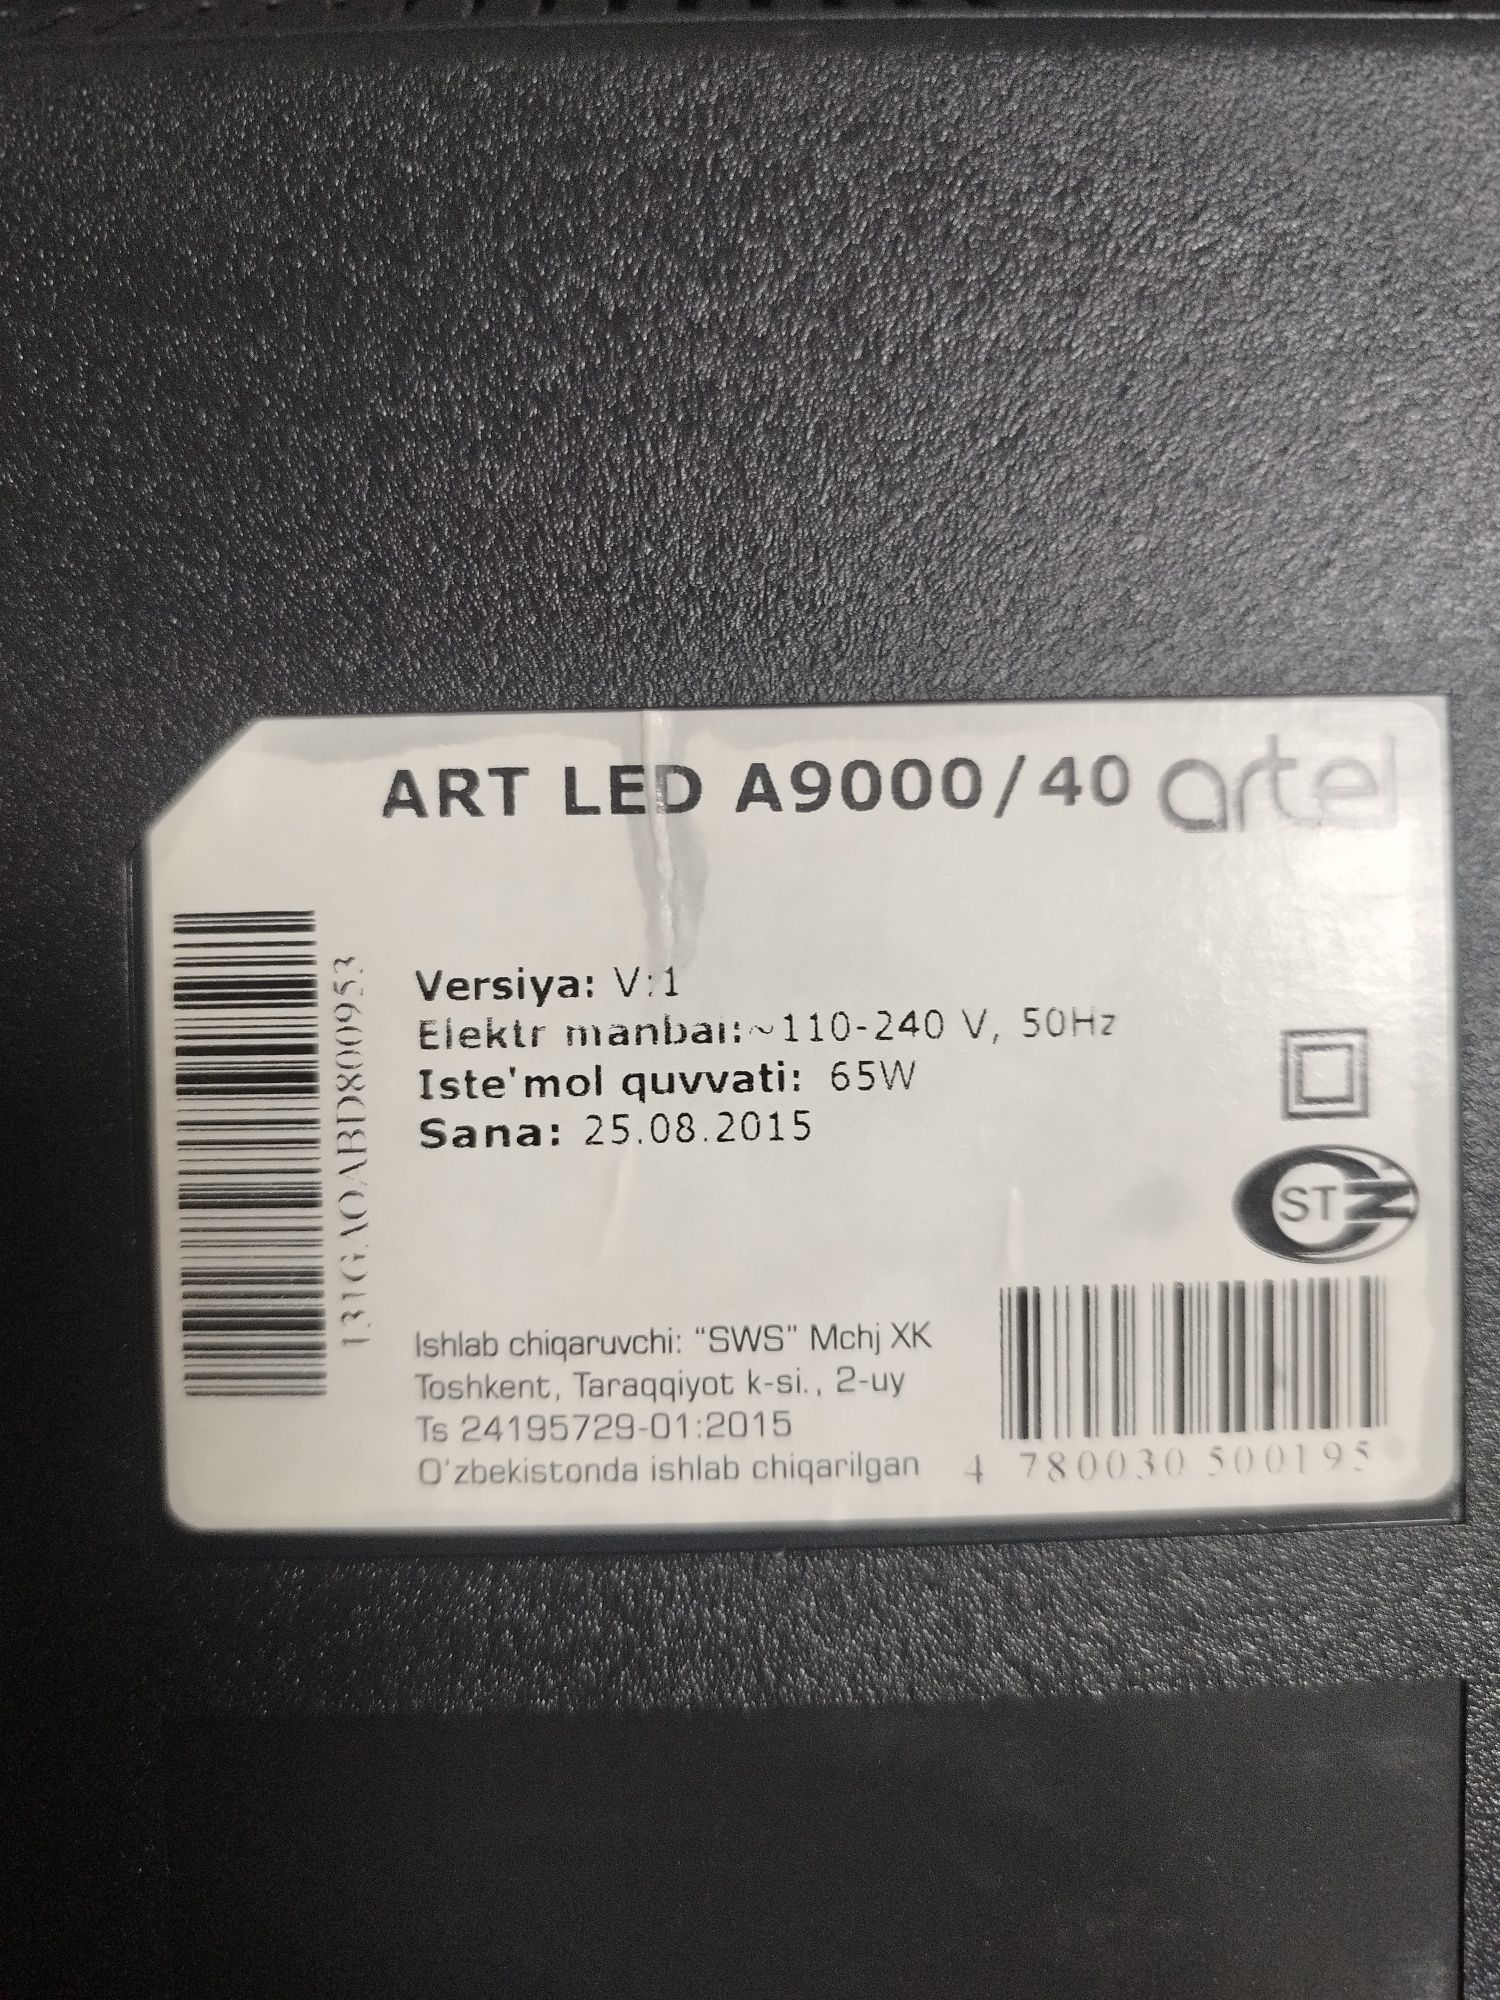 ART LED A9000/40 artel
131GAOABD800953
Versiya: V:1
Elektr manbai:~110-240 V, 50Hz
Iste'mol quvvati: 65W
Sana: 25.08.2015
ST
Ishlab chiqaruvchi: “SWS” Mchj XK
Toshkent, Taraqqiyot k-si., 2-uy
Ts 24195729-01:2015
O'zbekistonda ishlab chiqarilgan
4 780030 500195